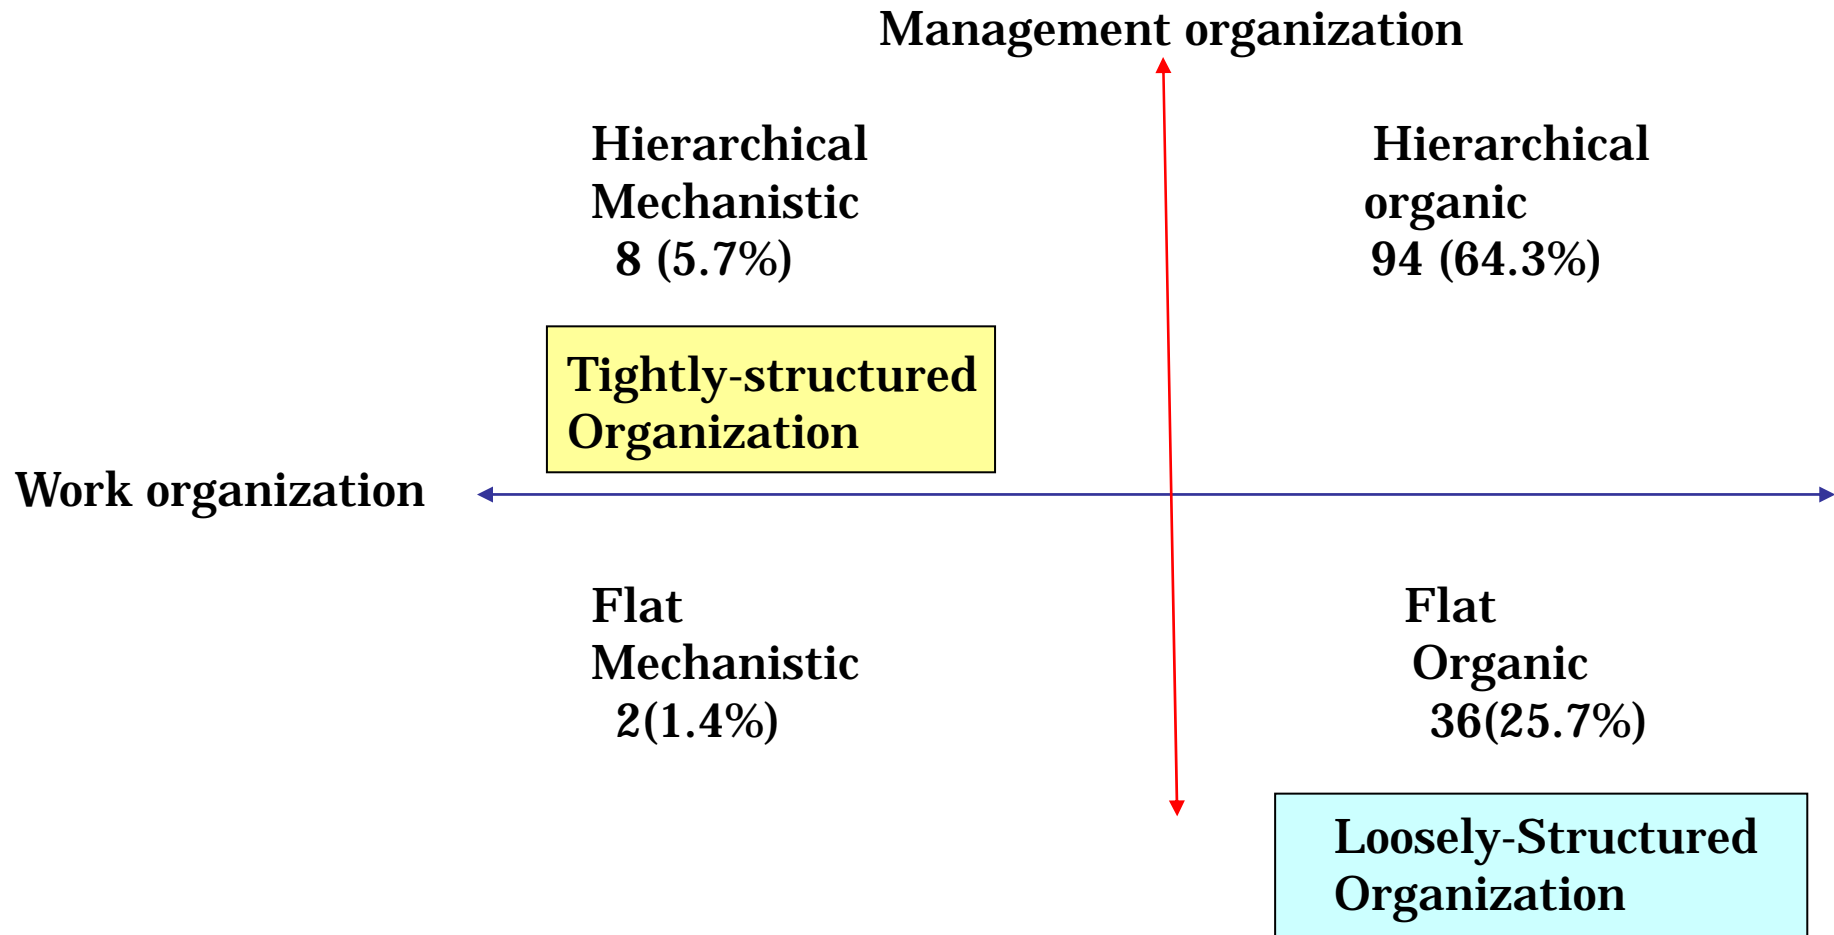 Management organization
Hierarchical
Mechanistic
8 (5.7%)
Hierarchical
organic
94 (64.3%)
Tightly-structured
Organization
Work organization
Flat
Mechanistic
2(1.4%)
Flat
Organic
36(25.7%)
Loosely-Structured
Organization